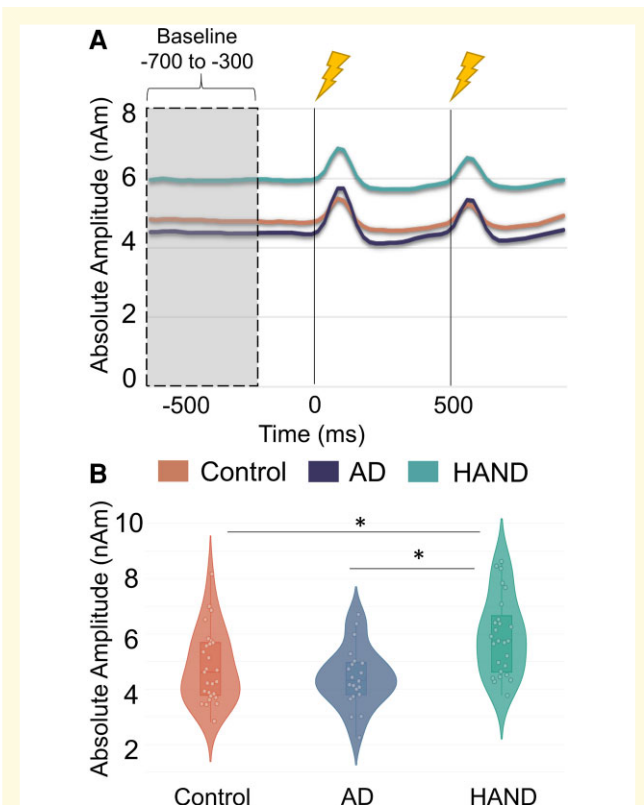 A
Baseline
-700 to -300
Absolute Amplitude (nAm)
8
6
4
2
0
-500 0 500
Time (ms)
B
Control AD HAND
Absolute Amplitude (nAm)
10
8
6
4
2
*
*
Control AD HAND